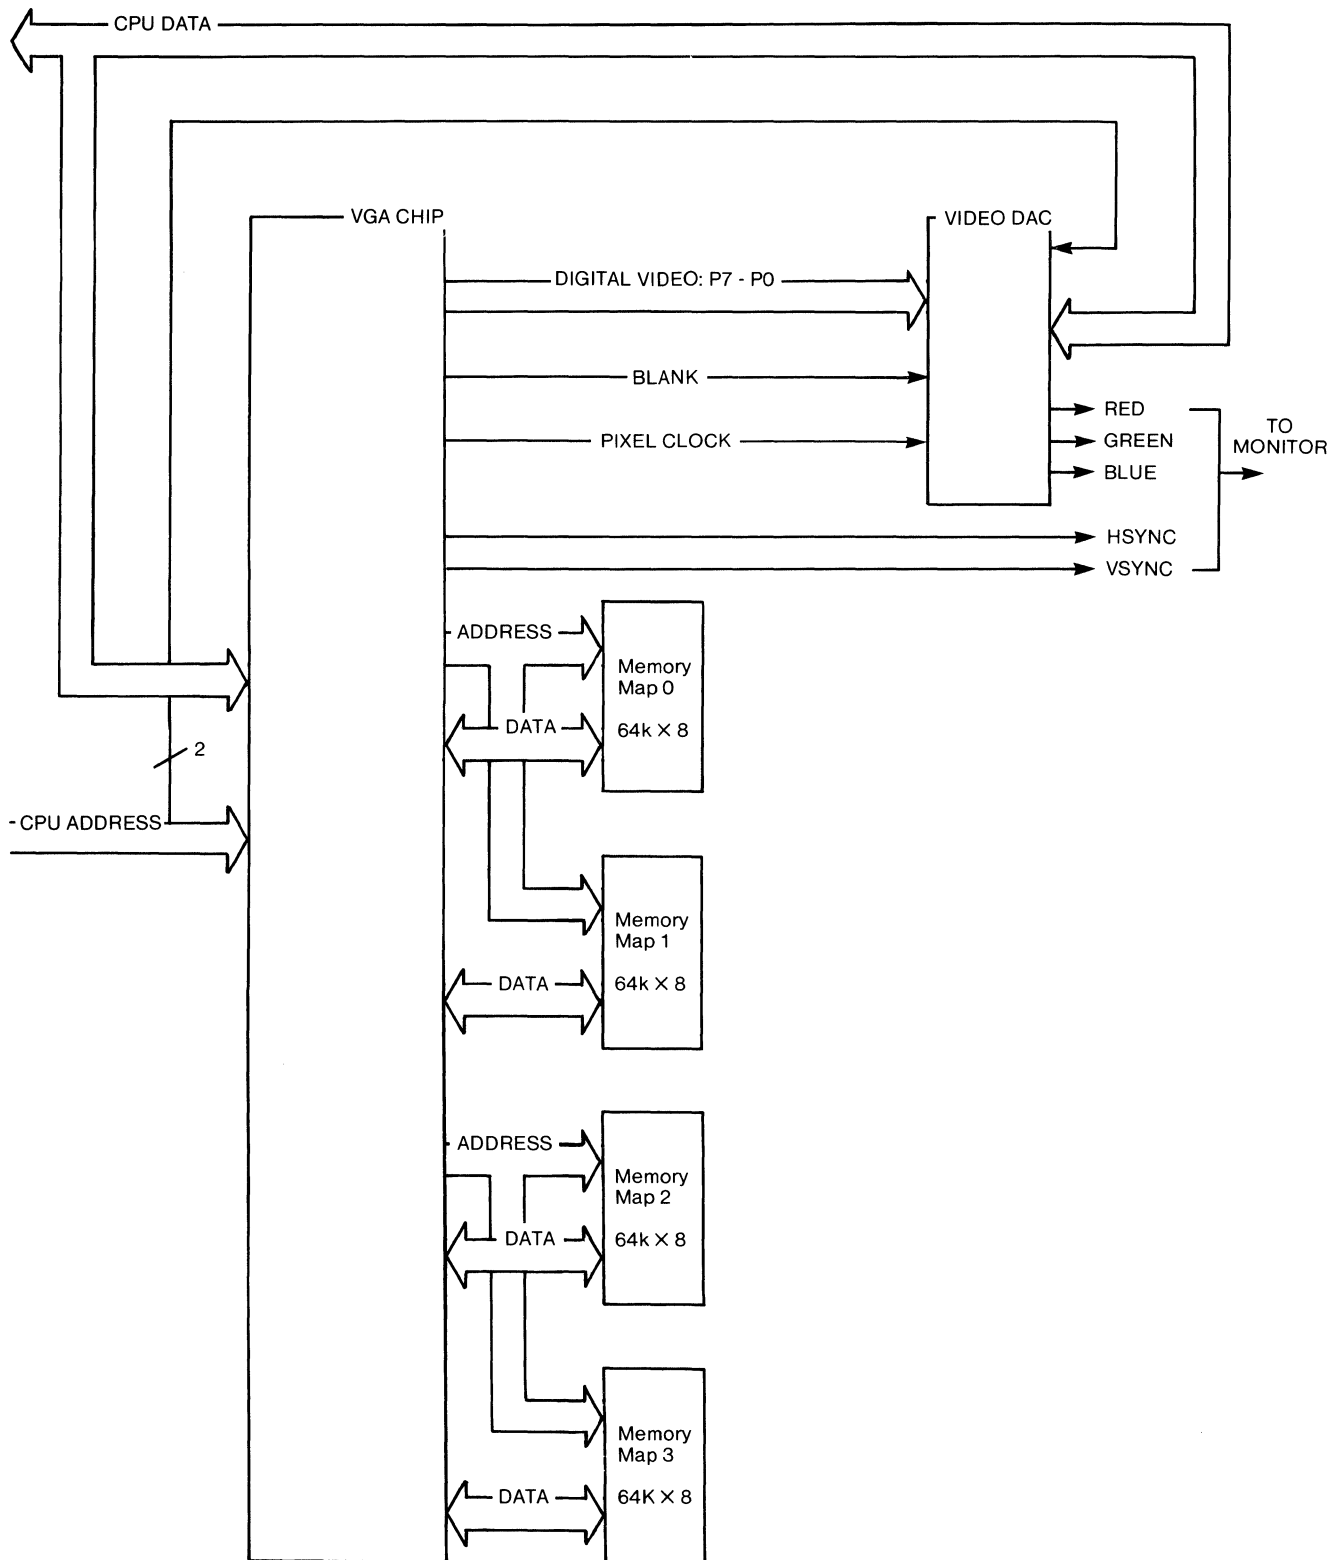 CPU DATA
VGA CHIP
VIDEO DAC
DIGITAL VIDEO: P7 - P0
BLANK
PIXEL CLOCK
RED
GREEN
BLUE
TO
MONITOR
HSYNC
VSYNC
ADDRESS
Memory
Map 0
DATA
64k × 8
2
CPU ADDRESS
Memory
Map 1
DATA
64k × 8
ADDRESS
Memory
Map 2
DATA
64k × 8
Memory
Map 3
DATA
64K × 8